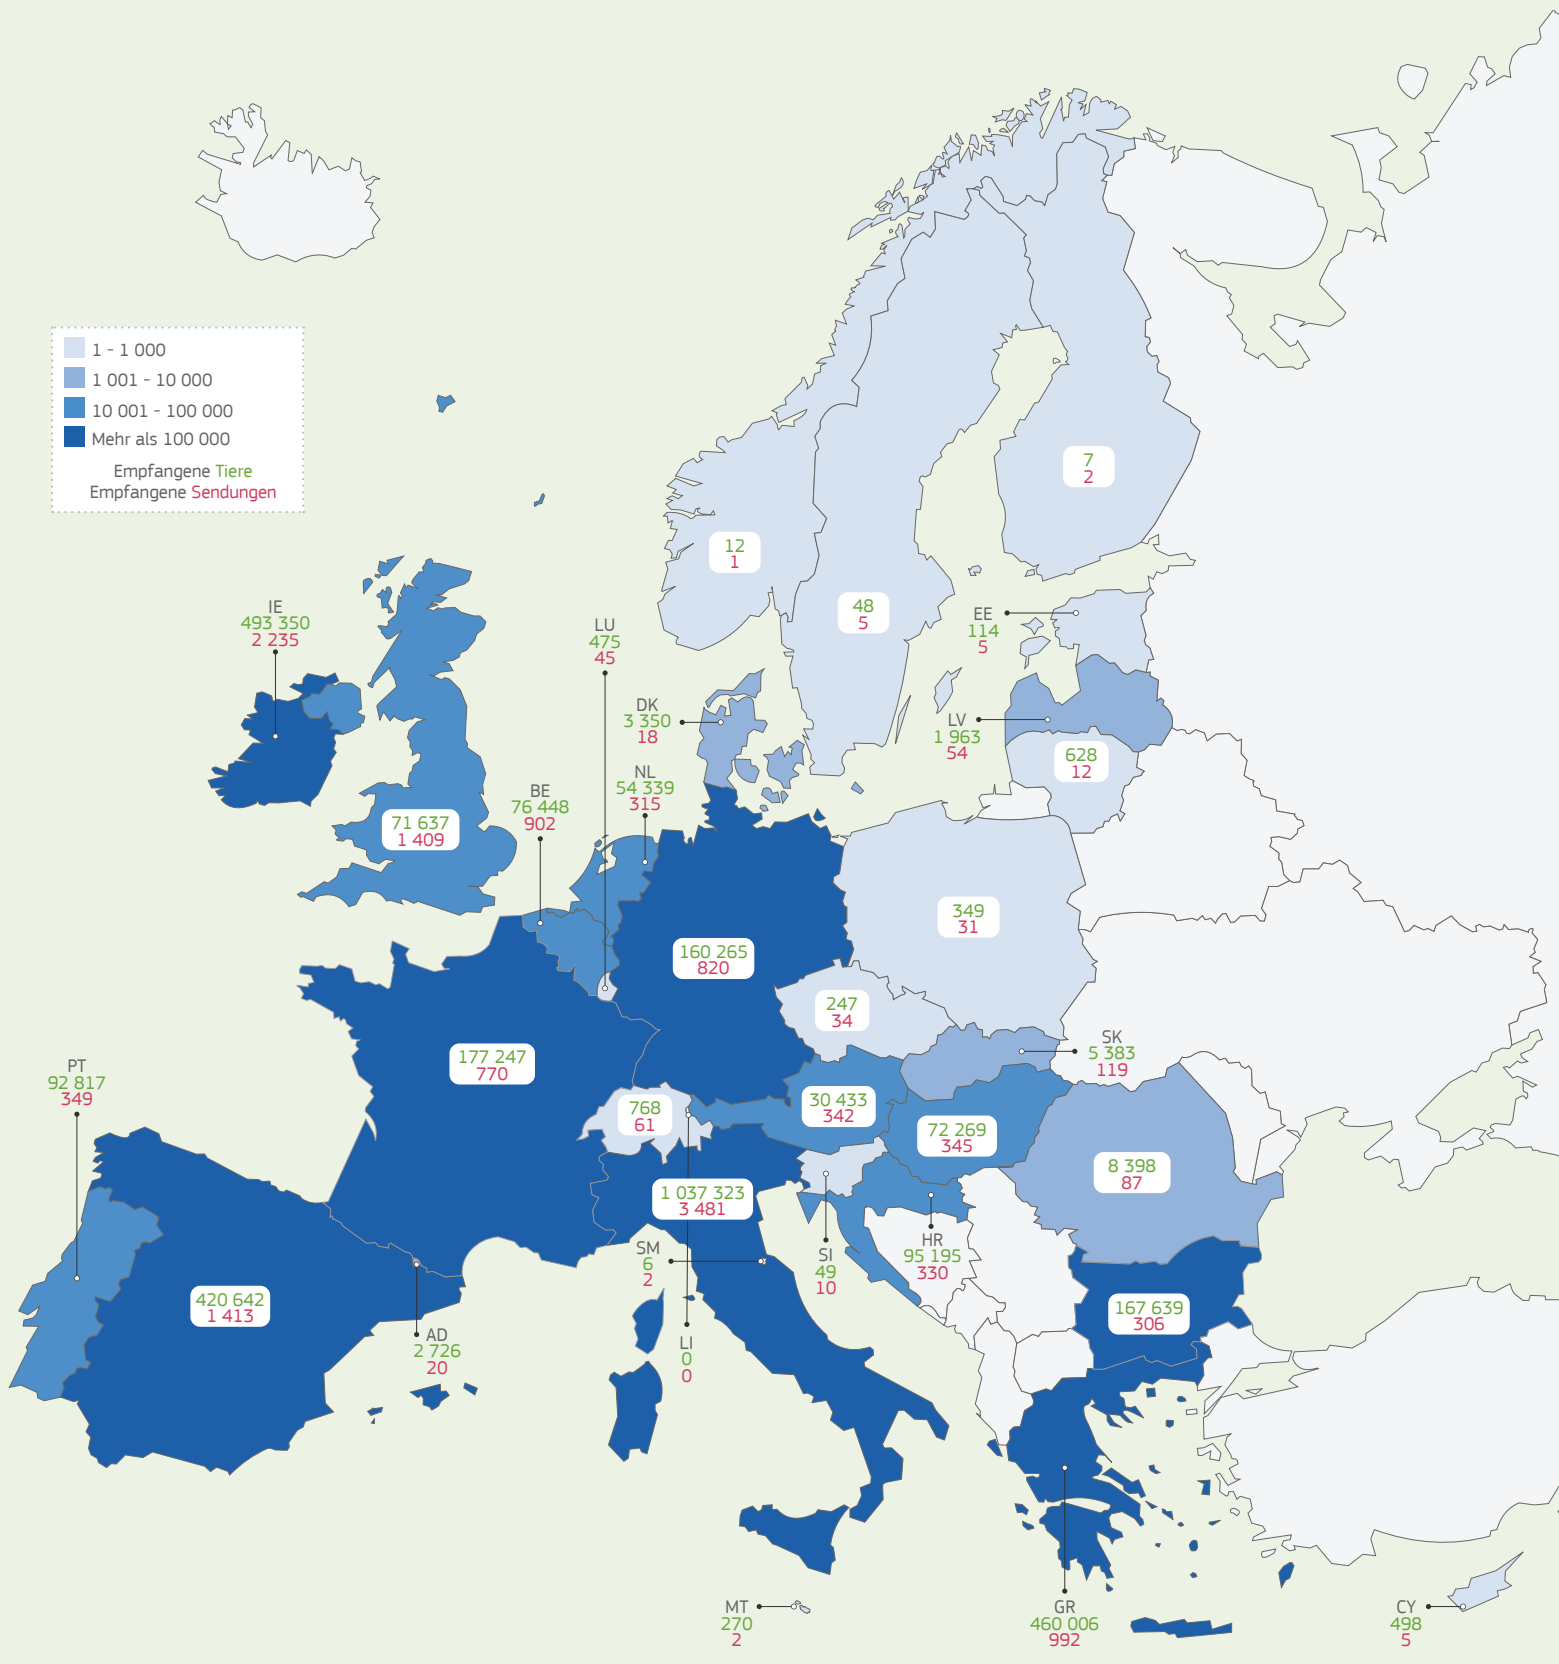 1 - 1 000
1 001 - 10 000
10 001 - 100 000
Mehr als 100 000
Empfangene Tiere
Empfangene Sendungen
7
2
12
1
48
5
EE
114
5
IE
493 350
2 235
LU
475
45
DK
3 350
18
LV
1 963
54
628
12
NL
54 339
315
BE
76 448
902
71 637
1 409
349
31
160 265
820
247
34
SK
5 383
119
177 247
770
PT
92 817
349
768
61
30 433
342
72 269
345
8 398
87
1 037 323
3 481
HR
95 195
330
SM
6
2
SI
49
10
420 642
1 413
167 639
306
AD
2 726
20
LI
0
0
MT
270
2
GR
460 006
992
CY
498
5